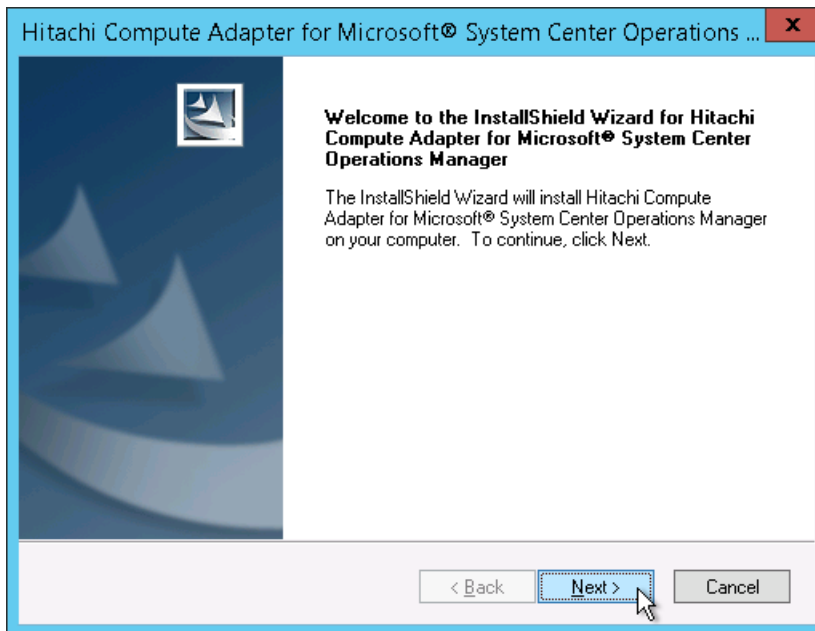 Hitachi Compute Adapter for Microsoft® System Center Operations ...
Welcome to the InstallShield Wizard for Hitachi
Compute Adapter for Microsoft® System Center
Operations Manager
The InstallShield Wizard will install Hitachi Compute
Adapter for Microsoft® System Center Operations Manager
on your computer.  To continue, click Next.
< Back
Next >
Cancel